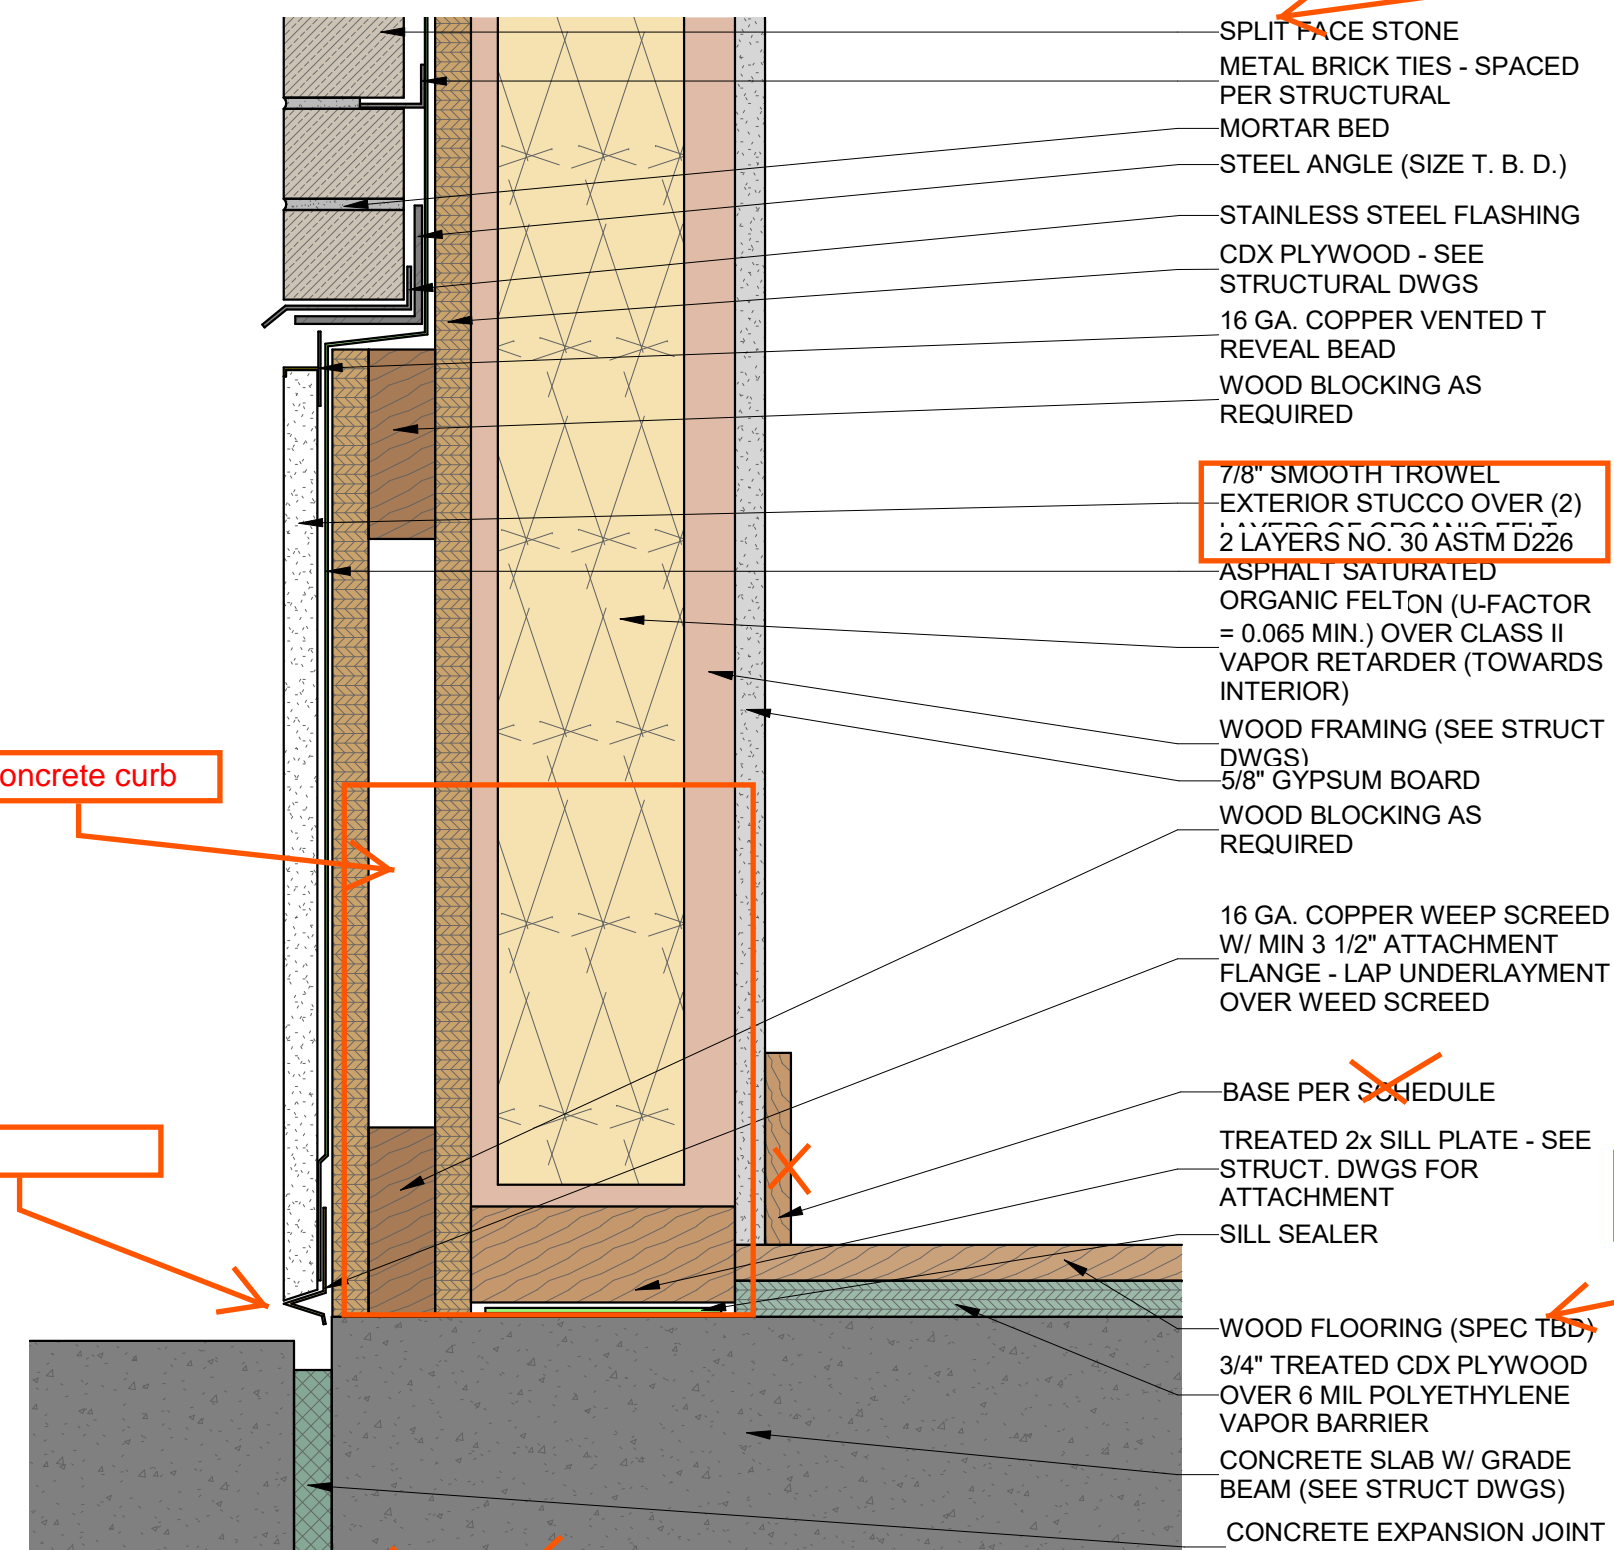 SPLIT FACE STONE
METAL BRICK TIES - SPACED
PER STRUCTURAL
MORTAR BED
STEEL ANGLE (SIZE T. B. D.)
STAINLESS STEEL FLASHING
CDX PLYWOOD - SEE
STRUCTURAL DWGS
16 GA. COPPER VENTED T
REVEAL BEAD
WOOD BLOCKING AS
REQUIRED
7/8" SMOOTH TROWEL
EXTERIOR STUCCO OVER (2)
LAYERS OF ORGANIC FELT
2 LAYERS NO. 30 ASTM D226
ASPHALT SATURATED
ORGANIC FELT
ON (U-FACTOR
= 0.065 MIN.) OVER CLASS II
VAPOR RETARDER (TOWARDS
INTERIOR)
WOOD FRAMING (SEE STRUCT
DWGS)
5/8" GYPSUM BOARD
WOOD BLOCKING AS
REQUIRED
oncrete curb
16 GA. COPPER WEEP SCREED
W/ MIN 3 1/2" ATTACHMENT
FLANGE - LAP UNDERLAYMENT
OVER WEED SCREED
BASE PER SCHEDULE
TREATED 2x SILL PLATE - SEE
STRUCT. DWGS FOR
ATTACHMENT
SILL SEALER
WOOD FLOORING (SPEC TBD)
3/4" TREATED CDX PLYWOOD
OVER 6 MIL POLYETHYLENE
VAPOR BARRIER
CONCRETE SLAB W/ GRADE
BEAM (SEE STRUCT DWGS)
CONCRETE EXPANSION JOINT